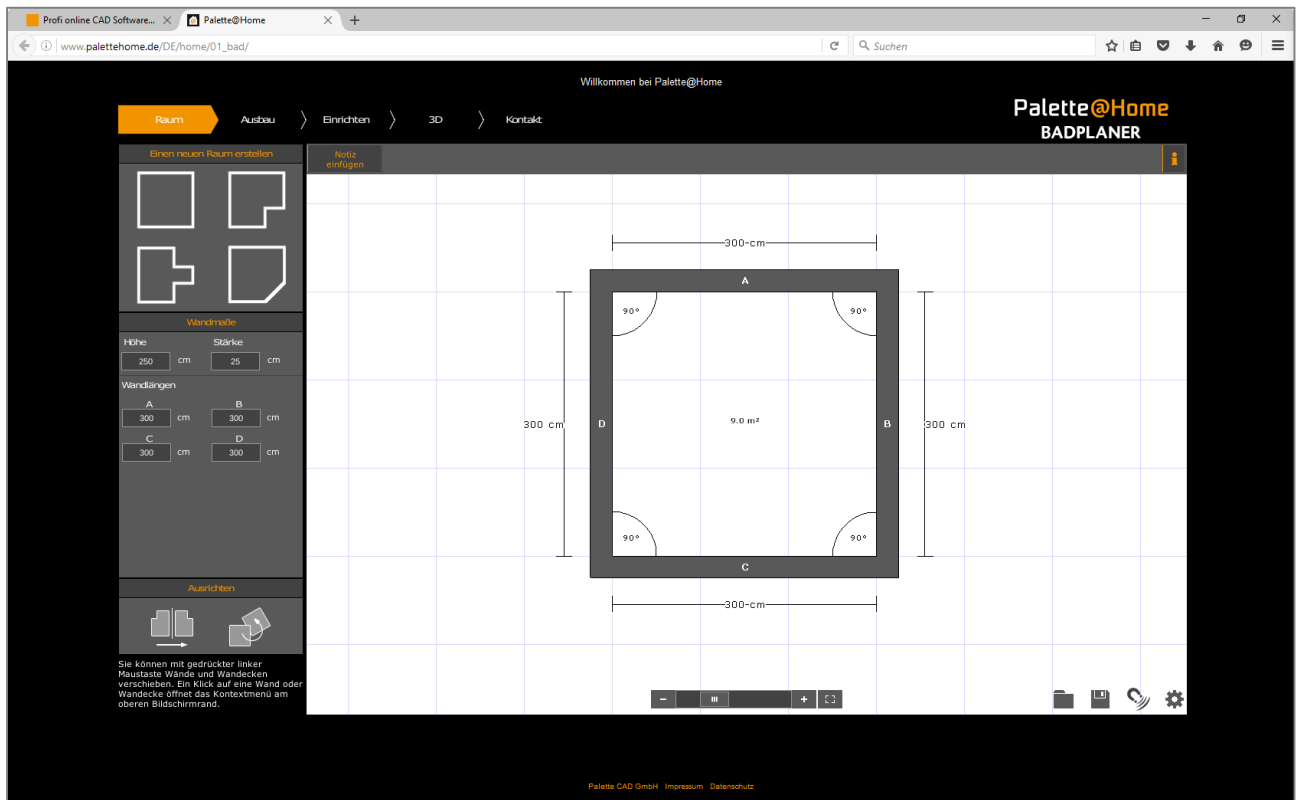 Profi online CAD Software...
Palette@Home
www.palettehome.de/DE/home/01_bad/
Suchen
Willkommen bei Palette@Home
Raum
Ausbau
Einrichten
3D
Kontakt
Palette@Home
BADPLANER
Einen neuen Raum erstellen
Notiz
einfügen
i
Wandmaße
Höhe Stärke
250 cm 25 cm
Wandlängen
A B
300 cm 300 cm
C D
300 cm 300 cm
Ausrichten
Sie können mit gedrückter linker
Maustaste Wände und Wandecken
verschieben. Ein Klick auf eine Wand oder
Wandecke öffnet das Kontextmenü am
oberen Bildschirmrand.
300-cm
A
90° 90°
300 cm D 9.0 m² B 300 cm
90° 90°
C
300-cm
Palette CAD GmbH Impressum Datenschutz